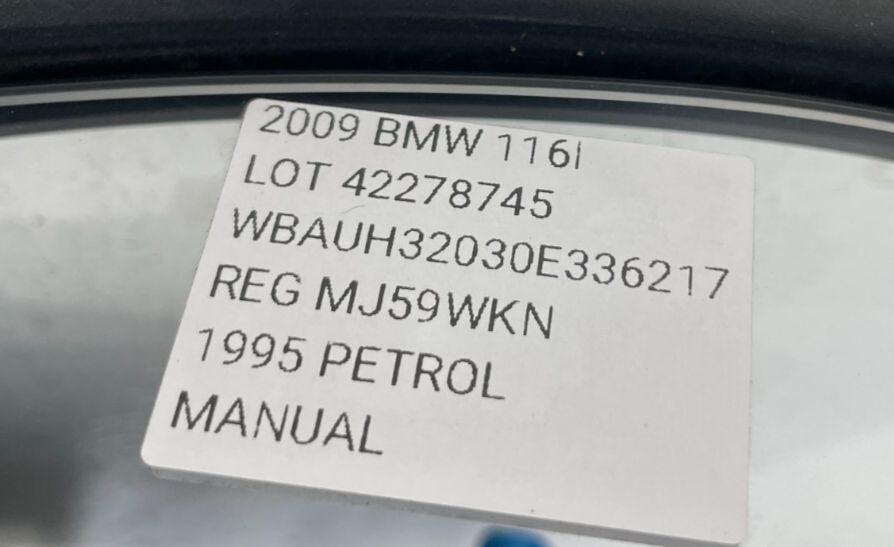 2009 BMW 116I
LOT 42278745
WBAUH32030E336217
REG MJ59WKN
1995 PETROL
MANUAL